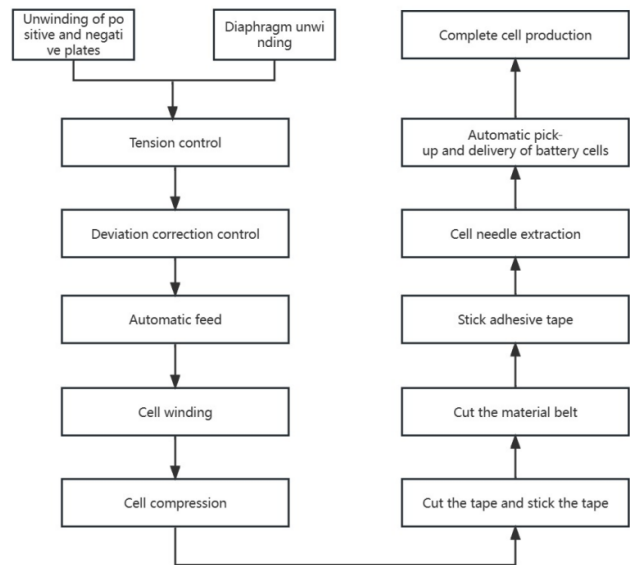 Unwinding of po
sitive and negati
ve plates
Diaphragm unwi
nding
Tension control
Deviation correction control
Automatic feed
Cell winding
Cell compression
Complete cell production
Automatic pick-
up and delivery of battery cells
Cell needle extraction
Stick adhesive tape
Cut the material belt
Cut the tape and stick the tape